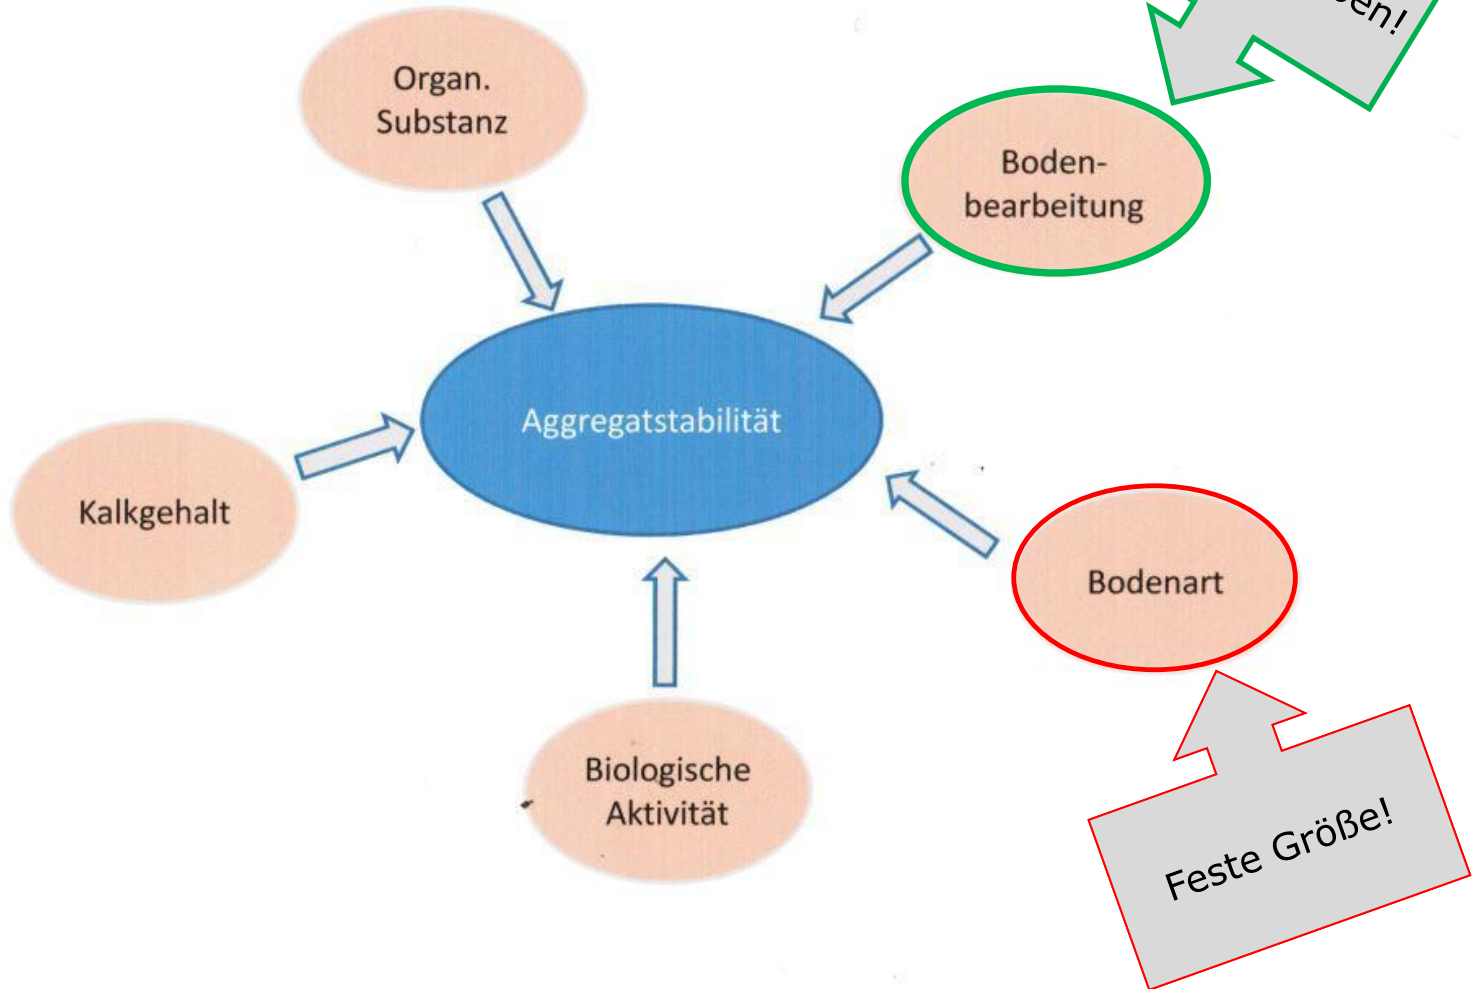 Organ.
Substanz
Boden-
bearbeitung
Aggregatstabilität
Kalkgehalt
Bodenart
Biologische
Aktivität
Feste Größe!